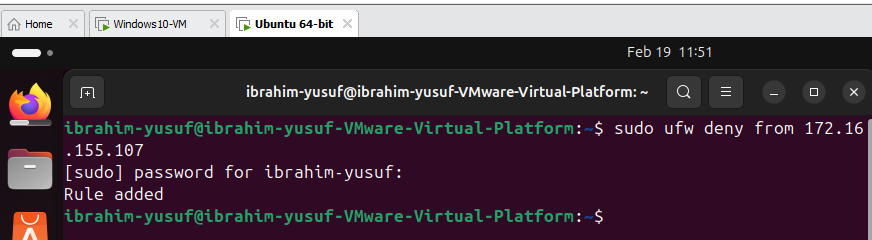 Home
Windows10-VM
Ubuntu 64-bit
Feb 19 11:51
ibrahim-yusuf@ibrahim-yusuf-VMware-Virtual-Platform: ~
ibrahim-yusuf@ibrahim-yusuf-VMware-Virtual-Platform:~$ sudo ufw deny from 172.16
.155.107
[sudo] password for ibrahim-yusuf:
Rule added
ibrahim-yusuf@ibrahim-yusuf-VMware-Virtual-Platform:~$